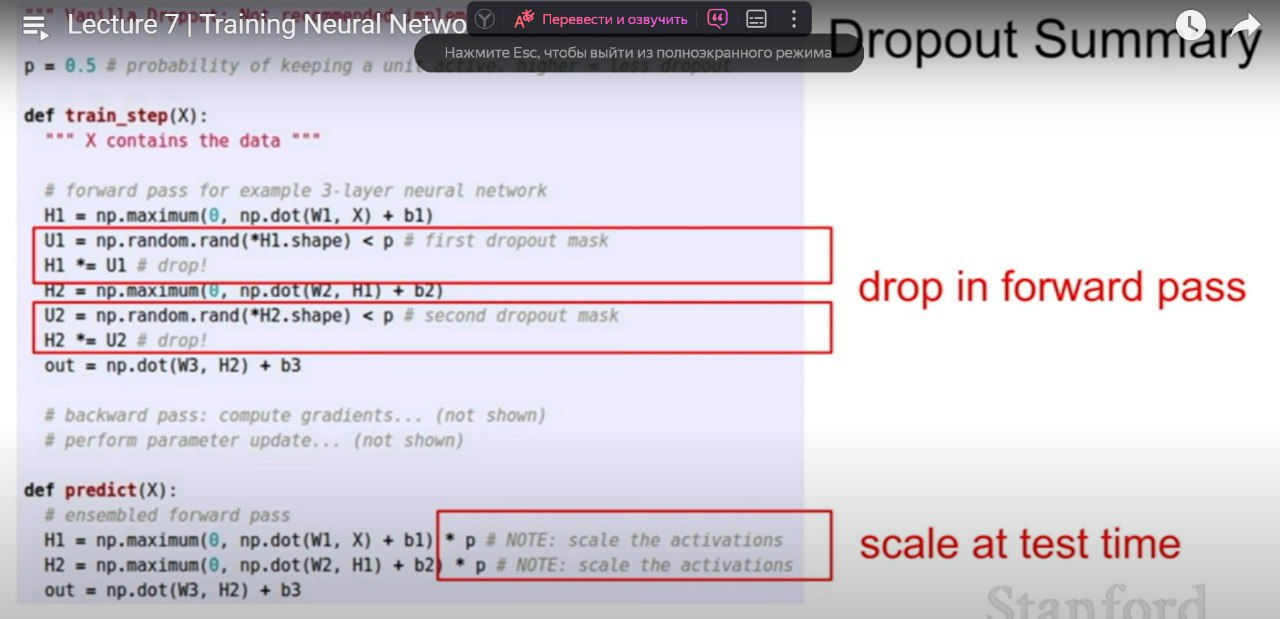 Lecture 7 | Training Neural Netwo
Перевести и озвучить
Нажмите Esc, чтобы выйти из полноэкранного режима
Dropout Summary
""" Vanilla Dropout: Not recommended implem
p = 0.5 # probability of keeping a unit active. higher = less dropout
def train_step(X):
""" X contains the data """
# forward pass for example 3-layer neural network
H1 = np.maximum(0, np.dot(W1, X) + b1)
U1 = np.random.rand(*H1.shape) < p # first dropout mask
H1 *= U1 # drop!
H2 = np.maximum(0, np.dot(W2, H1) + b2)
U2 = np.random.rand(*H2.shape) < p # second dropout mask
H2 *= U2 # drop!
out = np.dot(W3, H2) + b3
drop in forward pass
# backward pass: compute gradients... (not shown)
# perform parameter update... (not shown)
def predict(X):
# ensembled forward pass
H1 = np.maximum(0, np.dot(W1, X) + b1) * p # NOTE: scale the activations
H2 = np.maximum(0, np.dot(W2, H1) + b2) * p # NOTE: scale the activations
out = np.dot(W3, H2) + b3
scale at test time
Stanford